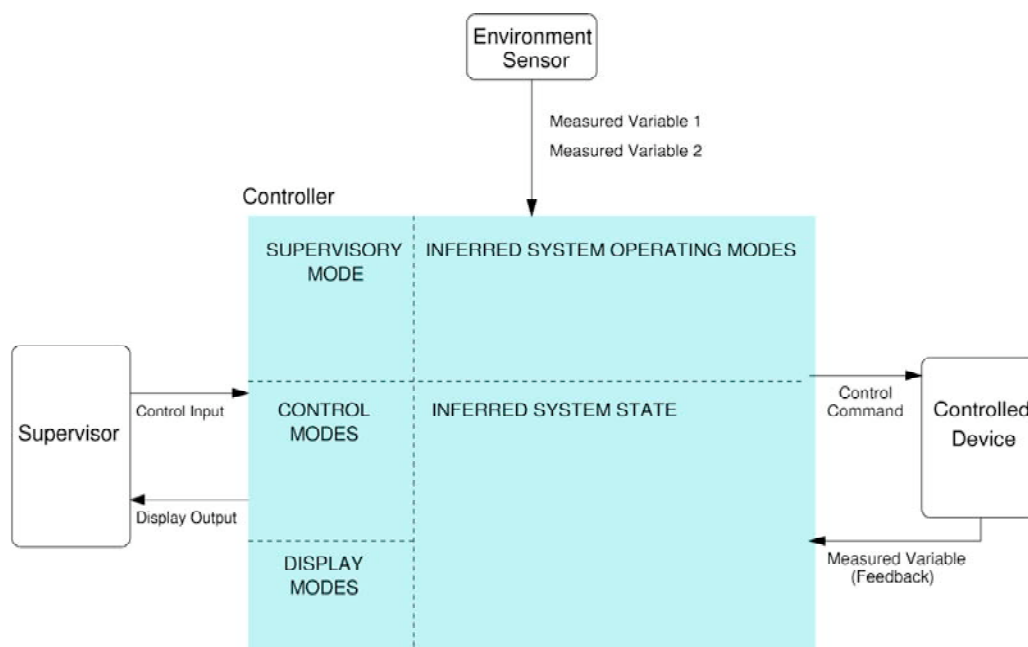 Environment
Sensor
Measured Variable 1
Measured Variable 2
Controller
SUPERVISORY
MODE
INFERRED SYSTEM OPERATING MODES
Supervisor
Control Input
Display Output
CONTROL
MODES
INFERRED SYSTEM STATE
DISPLAY
MODES
Control
Command
Controlled
Device
Measured Variable
(Feedback)